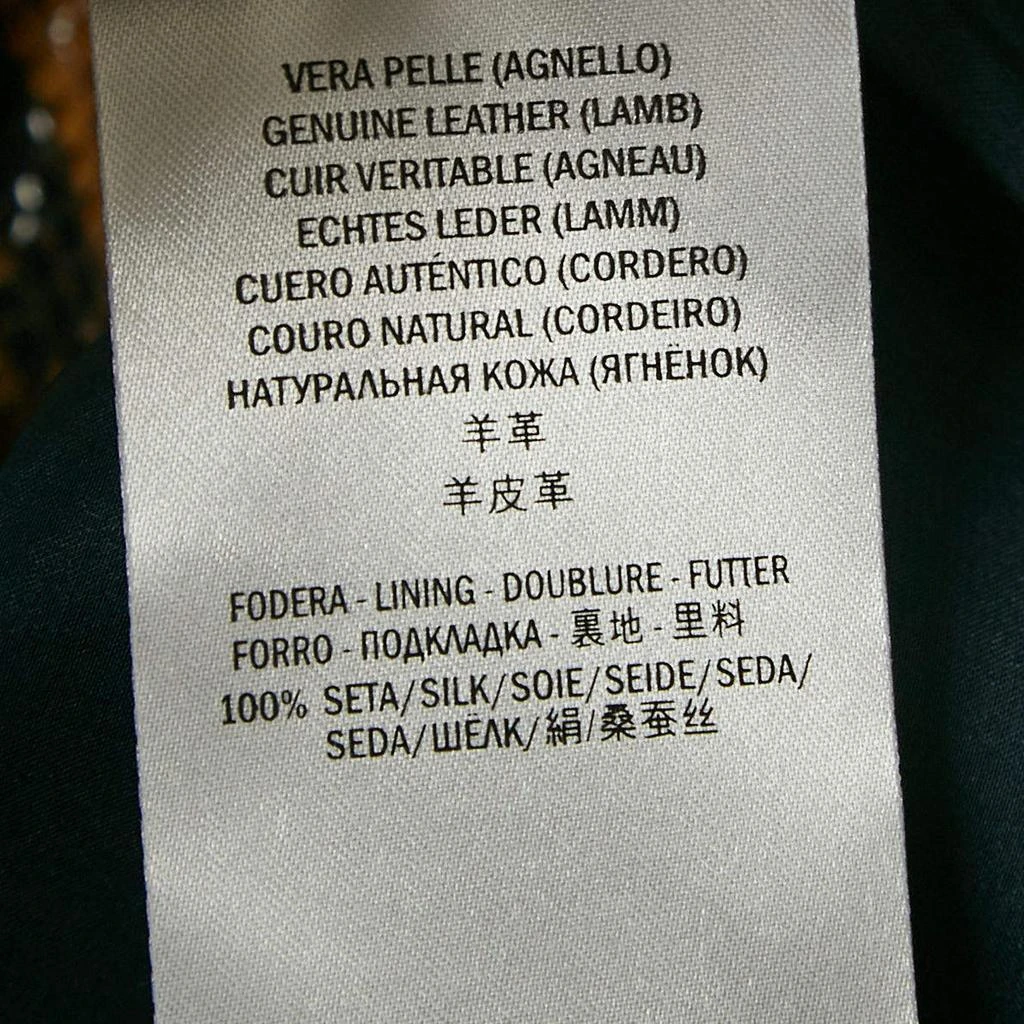 VERA PELLE (AGNELLO)
GENUINE LEATHER (LAMB)
CUIR VERITABLE (AGNEAU)
ECHTES LEDER (LAMM)
CUERO AUTÉNTICO (CORDERO)
COURO NATURAL (CORDEIRO)
НАТУРАЛЬНАЯ КОЖА (ЯГНЁНОК)
羊革
羊皮革
FODERA - LINING - DOUBLURE - FUTTER
FORRO - ПОДКЛАДКА - 裏地 - 里料
100% SETA/SILK/SOIE/SEIDE/SEDA/
SEDA/ШЁЛК/絹/桑蚕丝